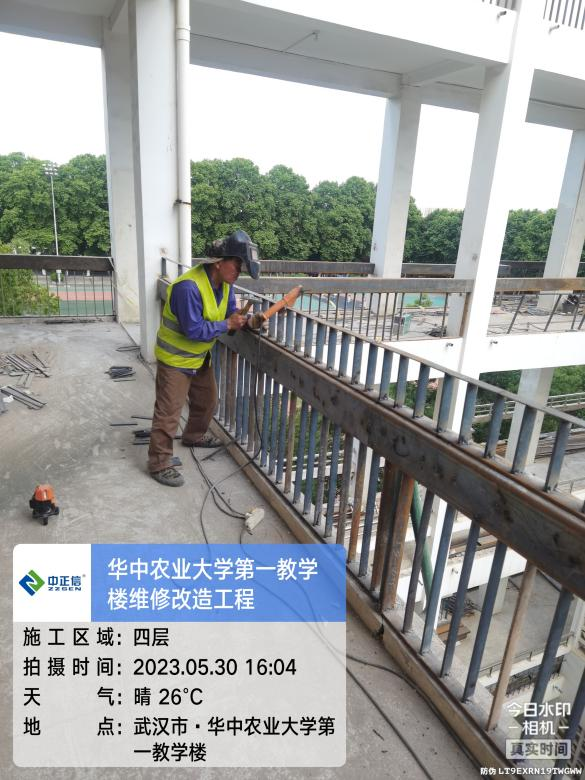 中正信®
ZZSEN
华中农业大学第一教学
楼维修改造工程
施工区域：四层
拍摄时间：2023.05.30 16:04
天气：晴 26℃
地点：武汉市·华中农业大学第
一教学楼
今日水印
-相机-
真实时间
防伪 LT9EXRN19TWGWW